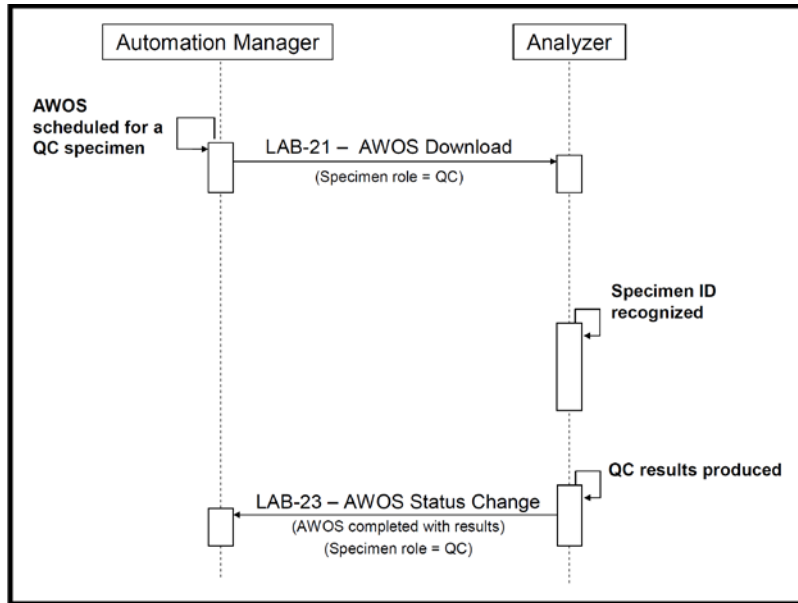 Automation Manager
Analyzer
AWOS
scheduled for a
QC specimen
LAB-21 – AWOS Download
(Specimen role = QC)
Specimen ID
recognized
QC results produced
LAB-23 – AWOS Status Change
(AWOS completed with results)
(Specimen role = QC)